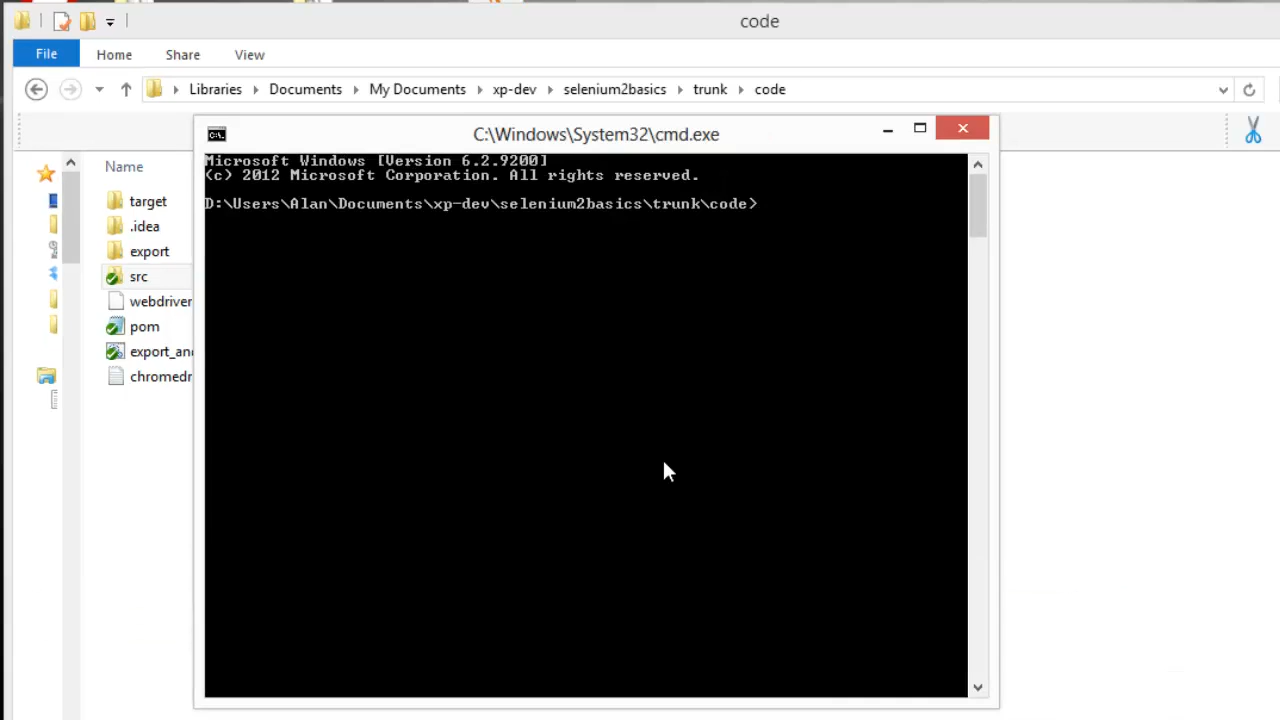 code
File
Home
Share
View
Libraries
Documents
My Documents
xp-dev
selenium2basics
trunk
code
C:\Windows\System32\cmd.exe
C:\
Microsoft Windows [Version 6.2.9200]
(c) 2012 Microsoft Corporation. All rights reserved.
D:\Users\Alan\Documents\xp-dev\selenium2basics\trunk\code>
Name
target
.idea
export
src
webdriver
pom
export_and
chromedr